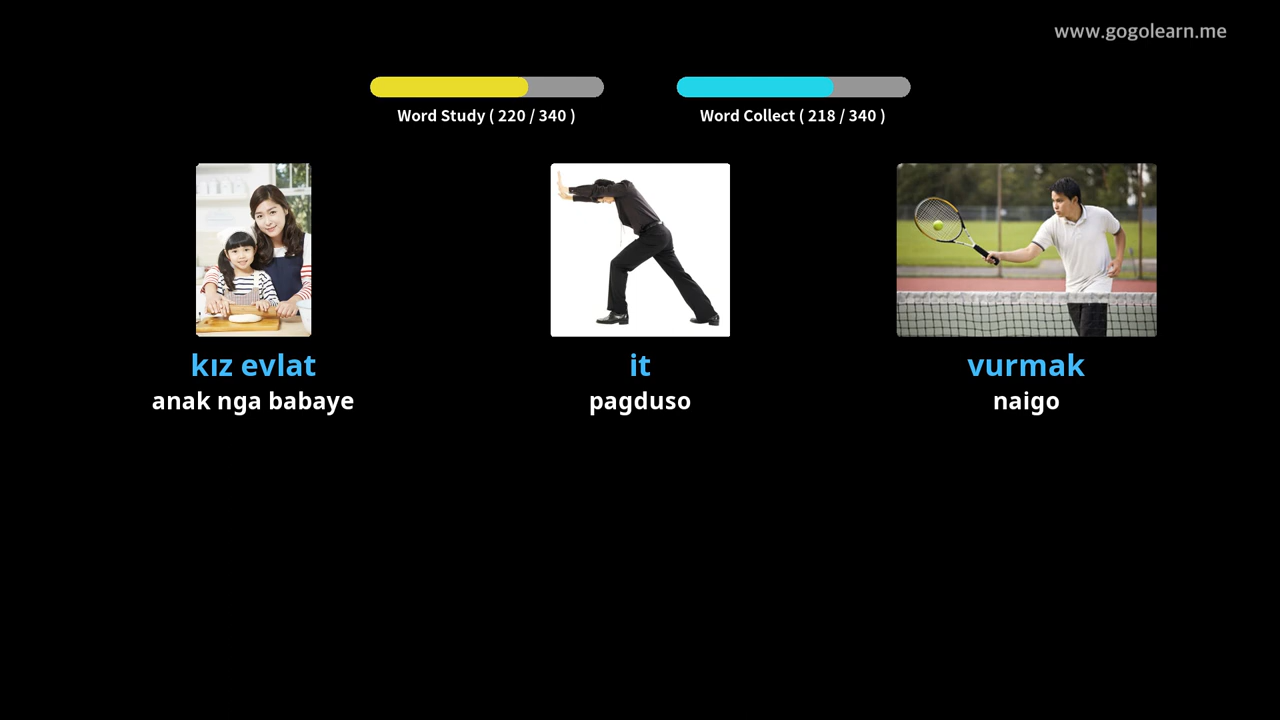 www.gogolearn.me
Word Study ( 220 / 340 )
Word Collect ( 218 / 340 )
kız evlat
anak nga babaye
it
pagduso
vurmak
naigo